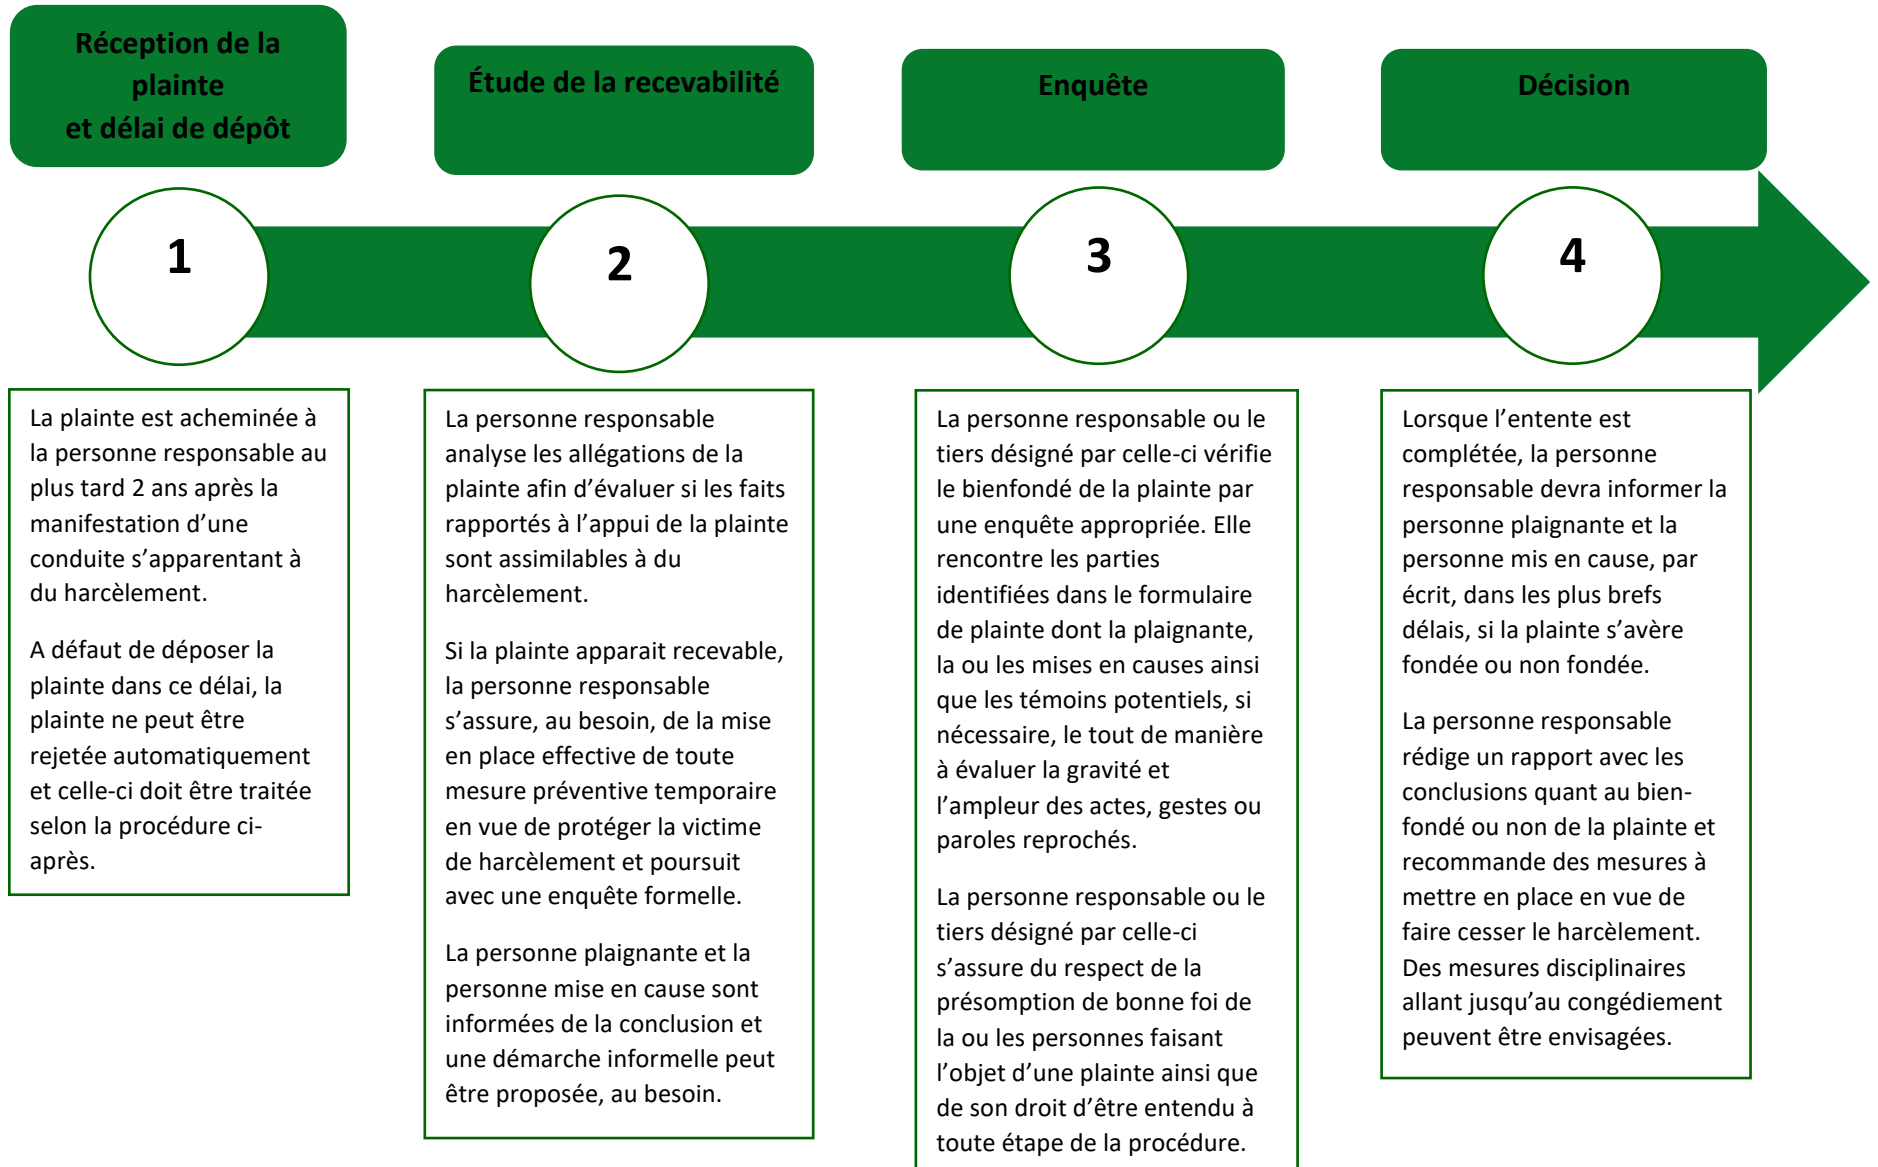 Réception de la
plainte
et délai de dépôt
Étude de la recevabilité
Enquête
Décision
1
2
3
4
La plainte est acheminée à
la personne responsable au
plus tard 2 ans après la
manifestation d’une
conduite s’apparentant à
du harcèlement.
A défaut de déposer la
plainte dans ce délai, la
plainte ne peut être
rejetée automatiquement
et celle-ci doit être traitée
selon la procédure ci-
après.
La personne responsable
analyse les allégations de la
plainte afin d’évaluer si les faits
rapportés à l’appui de la plainte
sont assimilables à du
harcèlement.
Si la plainte apparait recevable,
la personne responsable
s’assure, au besoin, de la mise
en place effective de toute
mesure préventive temporaire
en vue de protéger la victime
de harcèlement et poursuit
avec une enquête formelle.
La personne plaignante et la
personne mise en cause sont
informées de la conclusion et
une démarche informelle peut
être proposée, au besoin.
La personne responsable ou le
tiers désigné par celle-ci vérifie
le bienfondé de la plainte par
une enquête appropriée. Elle
rencontre les parties
identifiées dans le formulaire
de plainte dont la plaignante,
la ou les mises en causes ainsi
que les témoins potentiels, si
nécessaire, le tout de manière
à évaluer la gravité et
l’ampleur des actes, gestes ou
paroles reprochés.
La personne responsable ou le
tiers désigné par celle-ci
s’assure du respect de la
présomption de bonne foi de
la ou les personnes faisant
l’objet d’une plainte ainsi que
de son droit d’être entendu à
toute étape de la procédure.
Lorsque l’entente est
complétée, la personne
responsable devra informer la
personne plaignante et la
personne mis en cause, par
écrit, dans les plus brefs
délais, si la plainte s’avère
fondée ou non fondée.
La personne responsable
rédige un rapport avec les
conclusions quant au bien-
fondé ou non de la plainte et
recommande des mesures à
mettre en place en vue de
faire cesser le harcèlement.
Des mesures disciplinaires
allant jusqu’au congédiement
peuvent être envisagées.